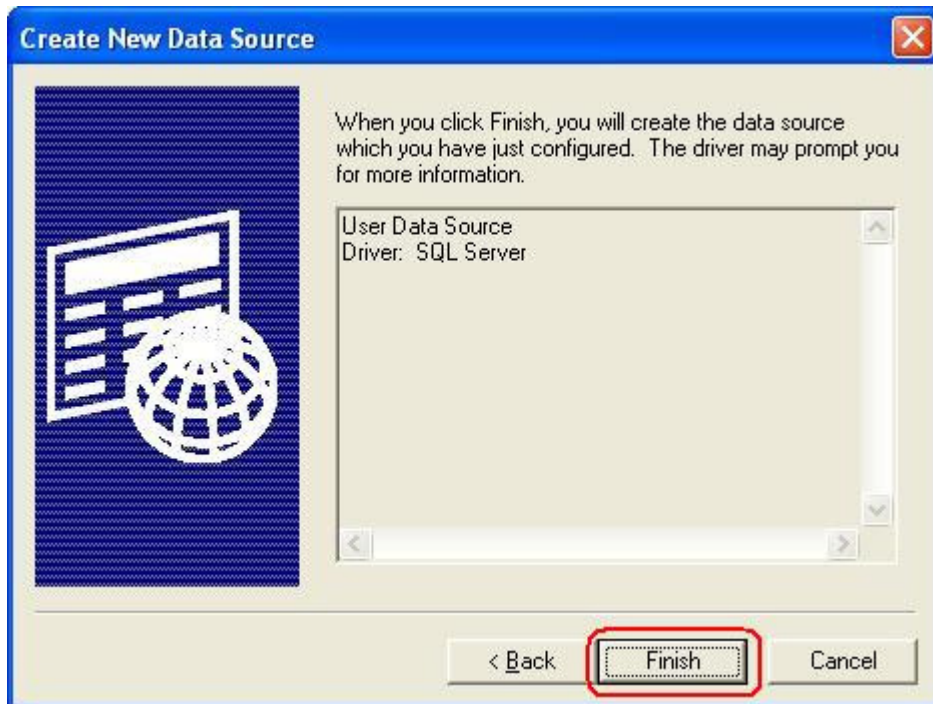 Create New Data Source
When you click Finish, you will create the data source
which you have just configured.  The driver may prompt you
for more information.
User Data Source
Driver:  SQL Server
< Back
Finish
Cancel